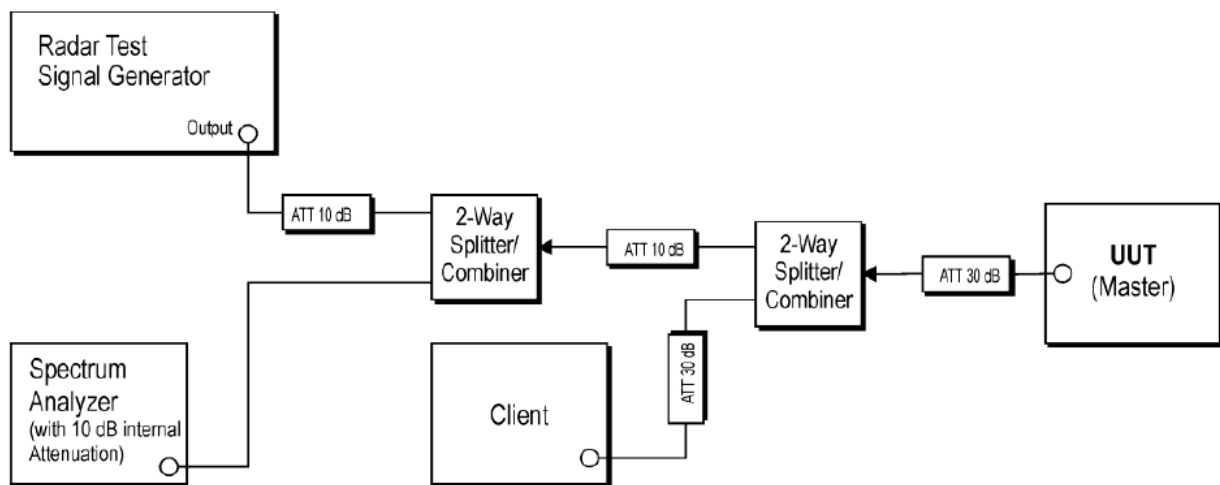 Radar Test
Signal Generator
Output
ATT 10 dB
2-Way
Splitter/
Combiner
ATT 10 dB
2-Way
Splitter/
Combiner
ATT 30 dB
UUT
(Master)
Spectrum
Analyzer
(with 10 dB internal
Attenuation)
Client
ATT 30 dB